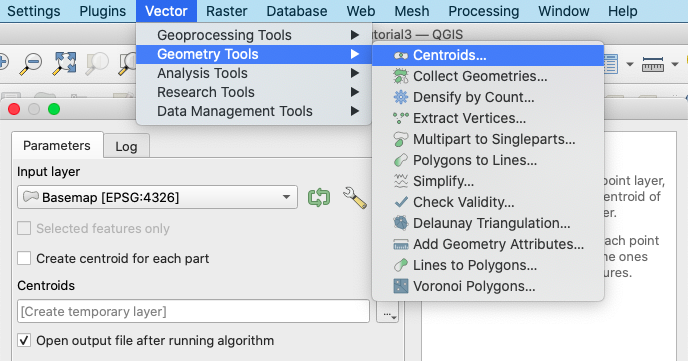 Settings Plugins Vector Raster Database Web Mesh Processing Window Help
Geoprocessing Tools
utorial3 — QGIS
Geometry Tools
Centroids...
Analysis Tools
Collect Geometries...
Research Tools
Densify by Count...
Data Management Tools
Extract Vertices...
Multipart to Singleparts...
Polygons to Lines...
Simplify...
Check Validity...
Delaunay Triangulation...
Add Geometry Attributes...
Lines to Polygons...
Voronoi Polygons...
Parameters Log
Input layer
Basemap [EPSG:4326]
Selected features only
Create centroid for each part
Centroids
[Create temporary layer]
...
Open output file after running algorithm
point layer,
entroid of
er.
ach point
ne ones
ures.